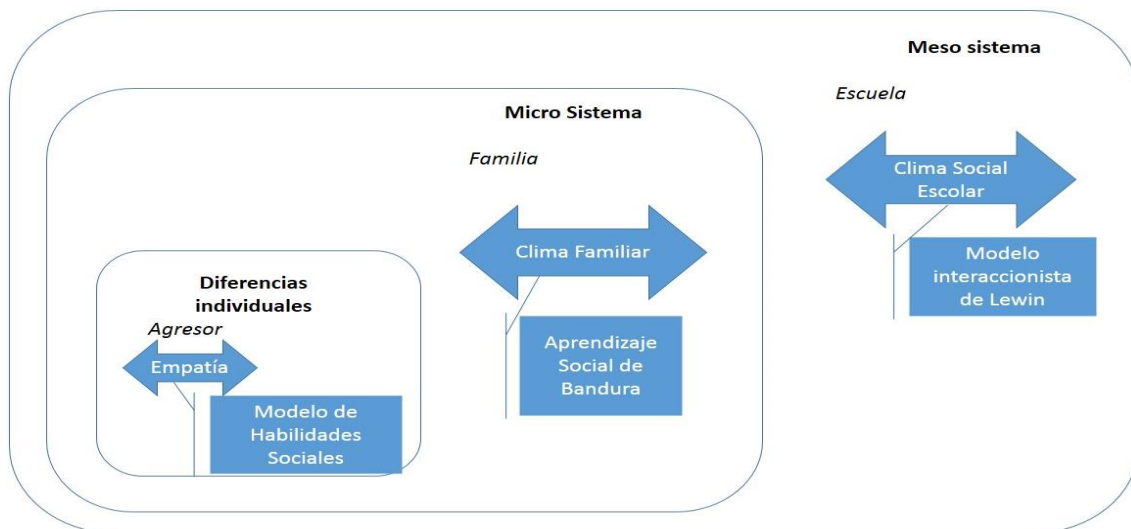 Meso sistema
Escuela
Clima Social
Escolar
Modelo
interaccionista
de Lewin
Micro Sistema
Familia
Clima Familiar
Aprendizaje
Social de
Bandura
Diferencias
individuales
Agresor
Empatía
Modelo de
Habilidades
Sociales